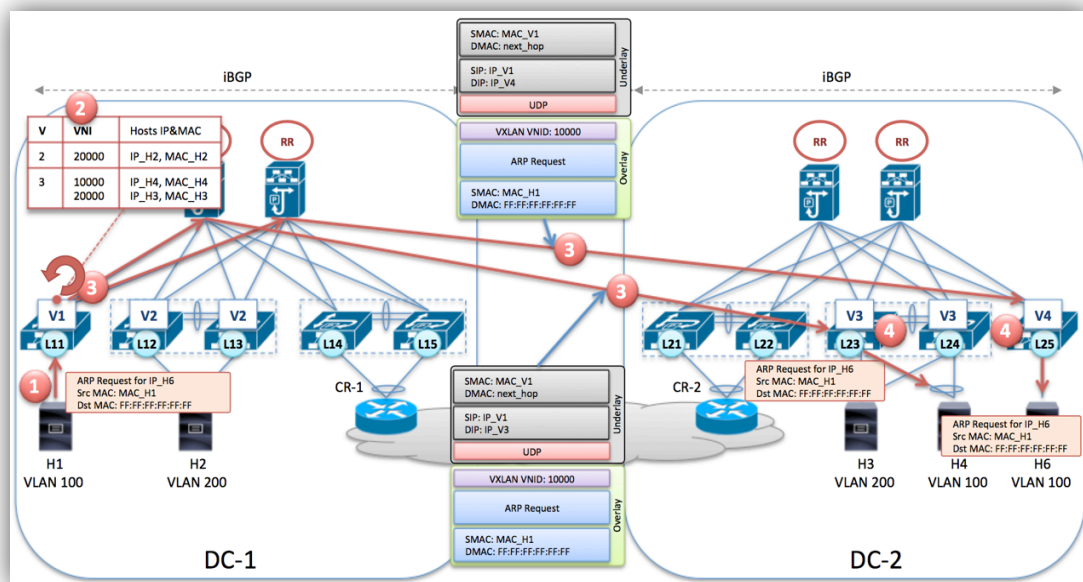 SMAC: MAC_V1
DMAC: next_hop
SIP: IP_V1
DIP: IP_V4
UDP
Underlay
VXLAN VNID: 10000
ARP Request
SMAC: MAC_H1
DMAC: FF:FF:FF:FF:FF:FF
Overlay
iBGP
iBGP
2
V VNI Hosts IP&MAC
2 20000 IP_H2, MAC_H2
3 10000 IP_H4, MAC_H4
20000 IP_H3, MAC_H3
RR
RR
RR
P
P
3
3
3
V1
V2
V2
V3
V3
V4
4
4
L11
L12
L13
L14
L15
L21
L22
L23
L24
L25
1
ARP Request for IP_H6
Src MAC: MAC_H1
Dst MAC: FF:FF:FF:FF:FF:FF
CR-1
SMAC: MAC_V1
DMAC: next_hop
SIP: IP_V1
DIP: IP_V3
UDP
Underlay
VXLAN VNID: 10000
ARP Request
SMAC: MAC_H1
DMAC: FF:FF:FF:FF:FF:FF
Overlay
CR-2
ARP Request for IP_H6
Src MAC: MAC_H1
Dst MAC: FF:FF:FF:FF:FF:FF
ARP Request for IP_H6
Src MAC: MAC_H1
Dst MAC: FF:FF:FF:FF:FF:FF
H1
VLAN 100
H2
VLAN 200
H3
VLAN 200
H4
VLAN 100
H6
VLAN 100
DC-1
DC-2